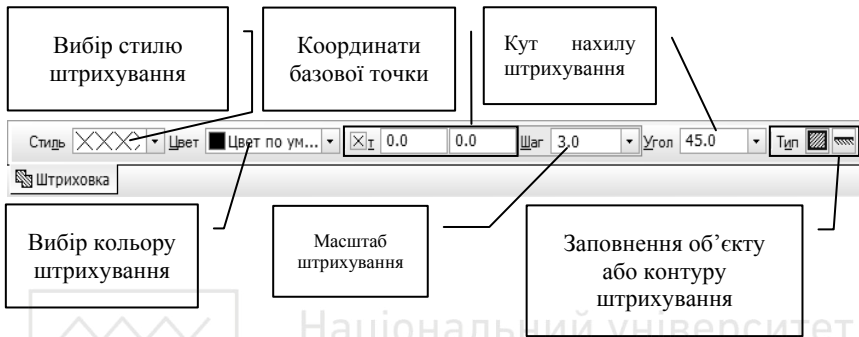 Вибір стилю
штрихування
Координати
базової точки
Кут нахилу
штрихування
Стиль Цвет Цвет по ум... т 0.0 0.0 Шаг 3.0 Угол 45.0 Тип
Штриховка
Вибір кольору
штрихування
Масштаб
штрихування
Заповнення об’єкту
або контуру
штрихування
Національний університет